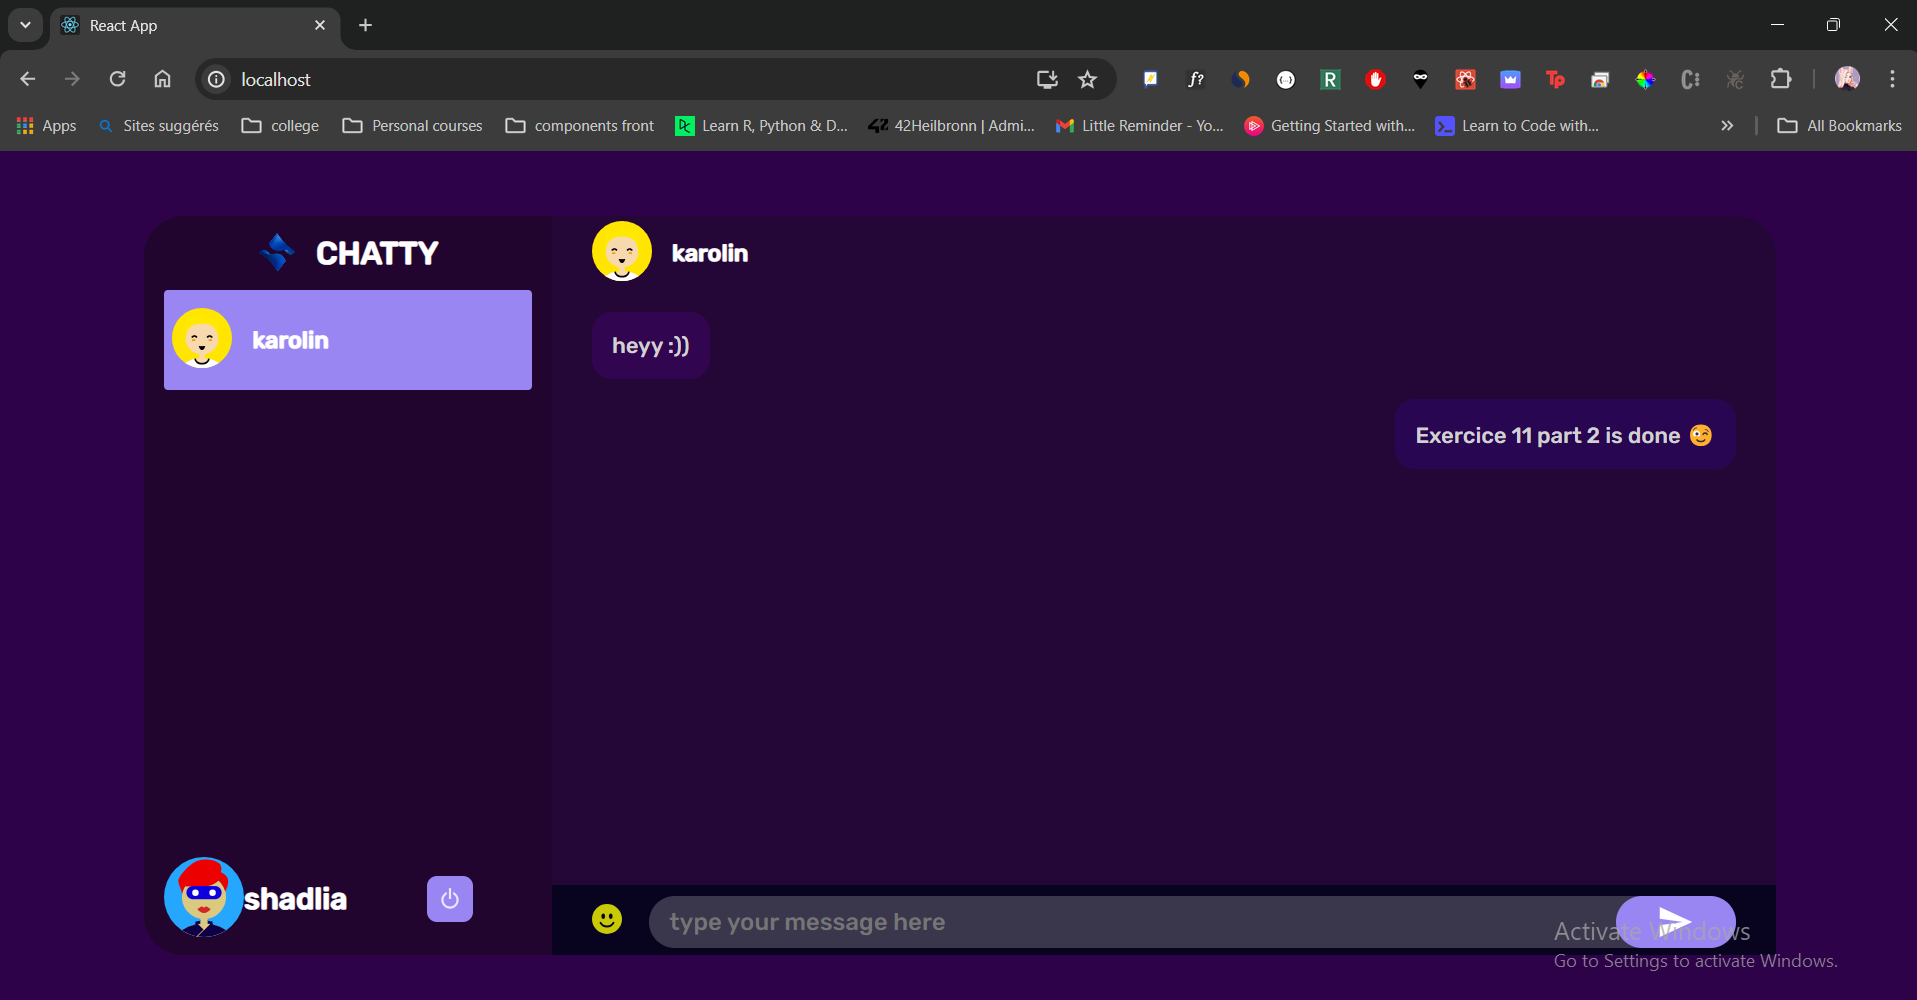 React App
localhost
Apps
Sites suggérés
college
Personal courses
components front
Learn R, Python & D...
42Heilbronn | Admi...
Little Reminder - Yo...
Getting Started with...
Learn to Code with...
All Bookmarks
CHATTY
karolin
karolin
heyy :))
Exercice 11 part 2 is done 😉
shadlia
type your message here
Activate Windows
Go to Settings to activate Windows.